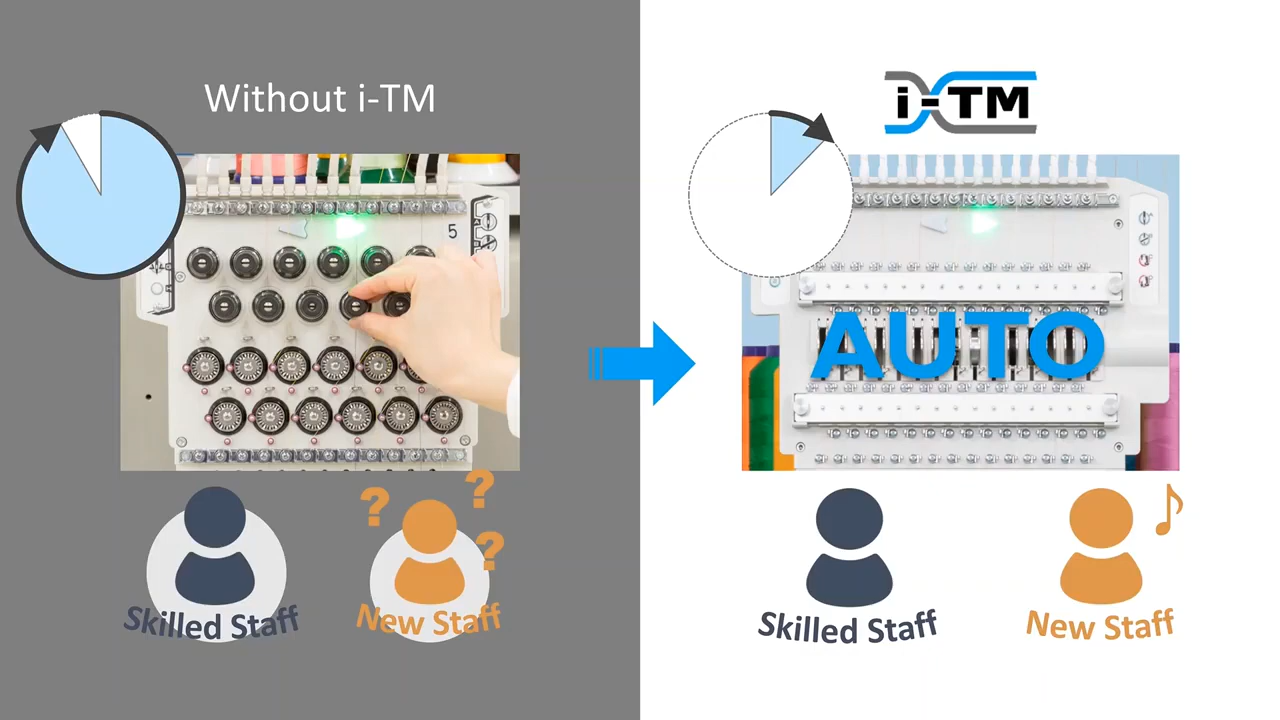 Without i-TM
i-TM
5
AUTO
? ? ?
Skilled Staff
New Staff
Skilled Staff
New Staff